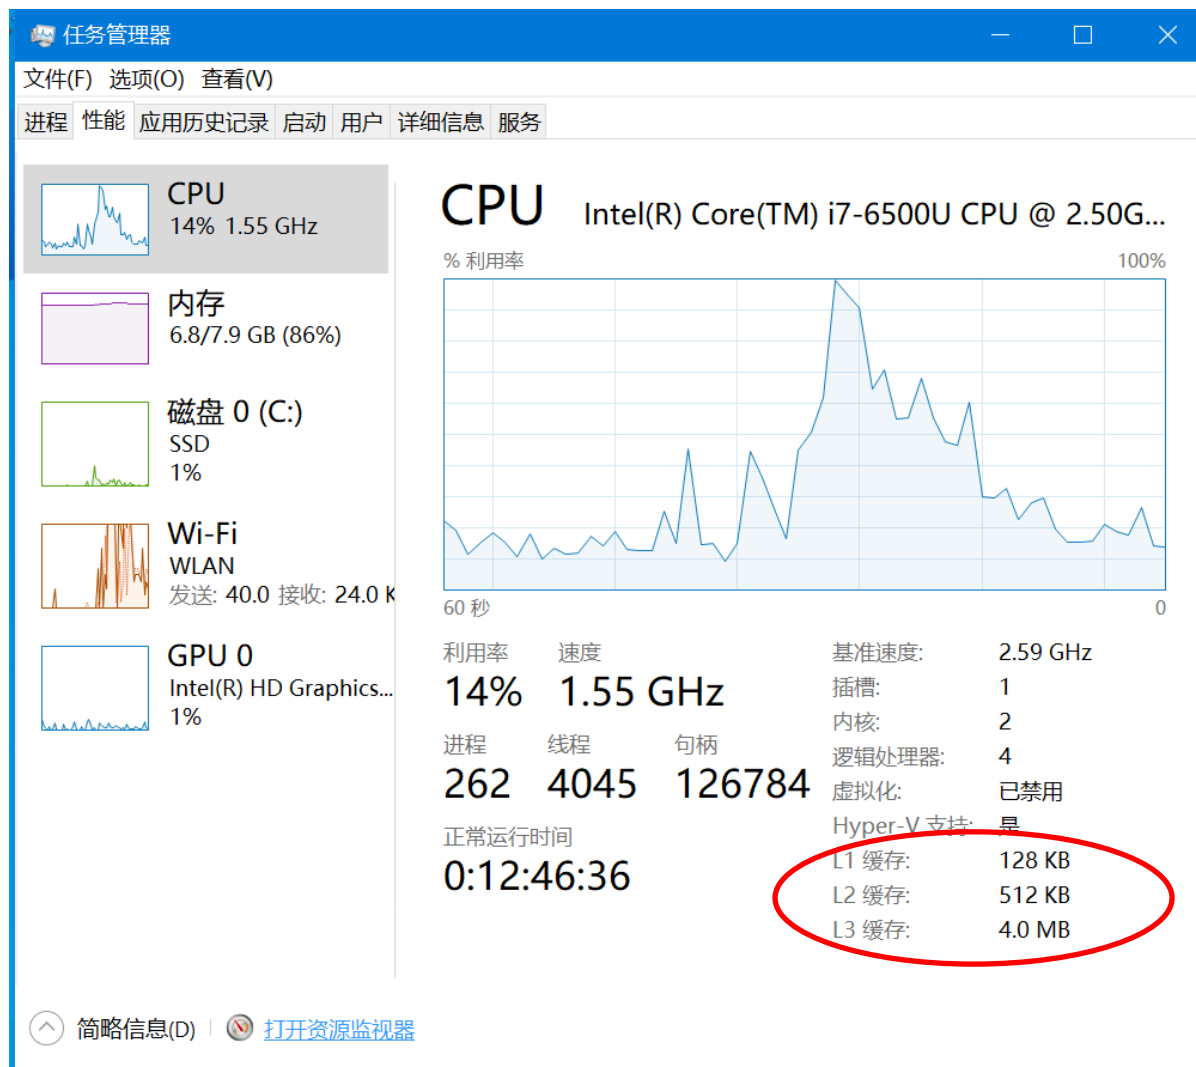 任务管理器
文件(F) 选项(O) 查看(V)
进程 性能 应用历史记录 启动 用户 详细信息 服务
CPU
14% 1.55 GHz
内存
6.8/7.9 GB (86%)
磁盘 0 (C:)
SSD
1%
Wi-Fi
WLAN
发送: 40.0 接收: 24.0 K
GPU 0
Intel(R) HD Graphics...
1%
CPU Intel(R) Core(TM) i7-6500U CPU @ 2.50G...
% 利用率 100%
60 秒 0
利用率 速度
14% 1.55 GHz
进程 线程 句柄
262 4045 126784
正常运行时间
0:12:46:36
基准速度: 2.59 GHz
插槽: 1
内核: 2
逻辑处理器: 4
虚拟化: 已禁用
Hyper-V 支持: 是
L1 缓存: 128 KB
L2 缓存: 512 KB
L3 缓存: 4.0 MB
简略信息(D) 打开资源监视器